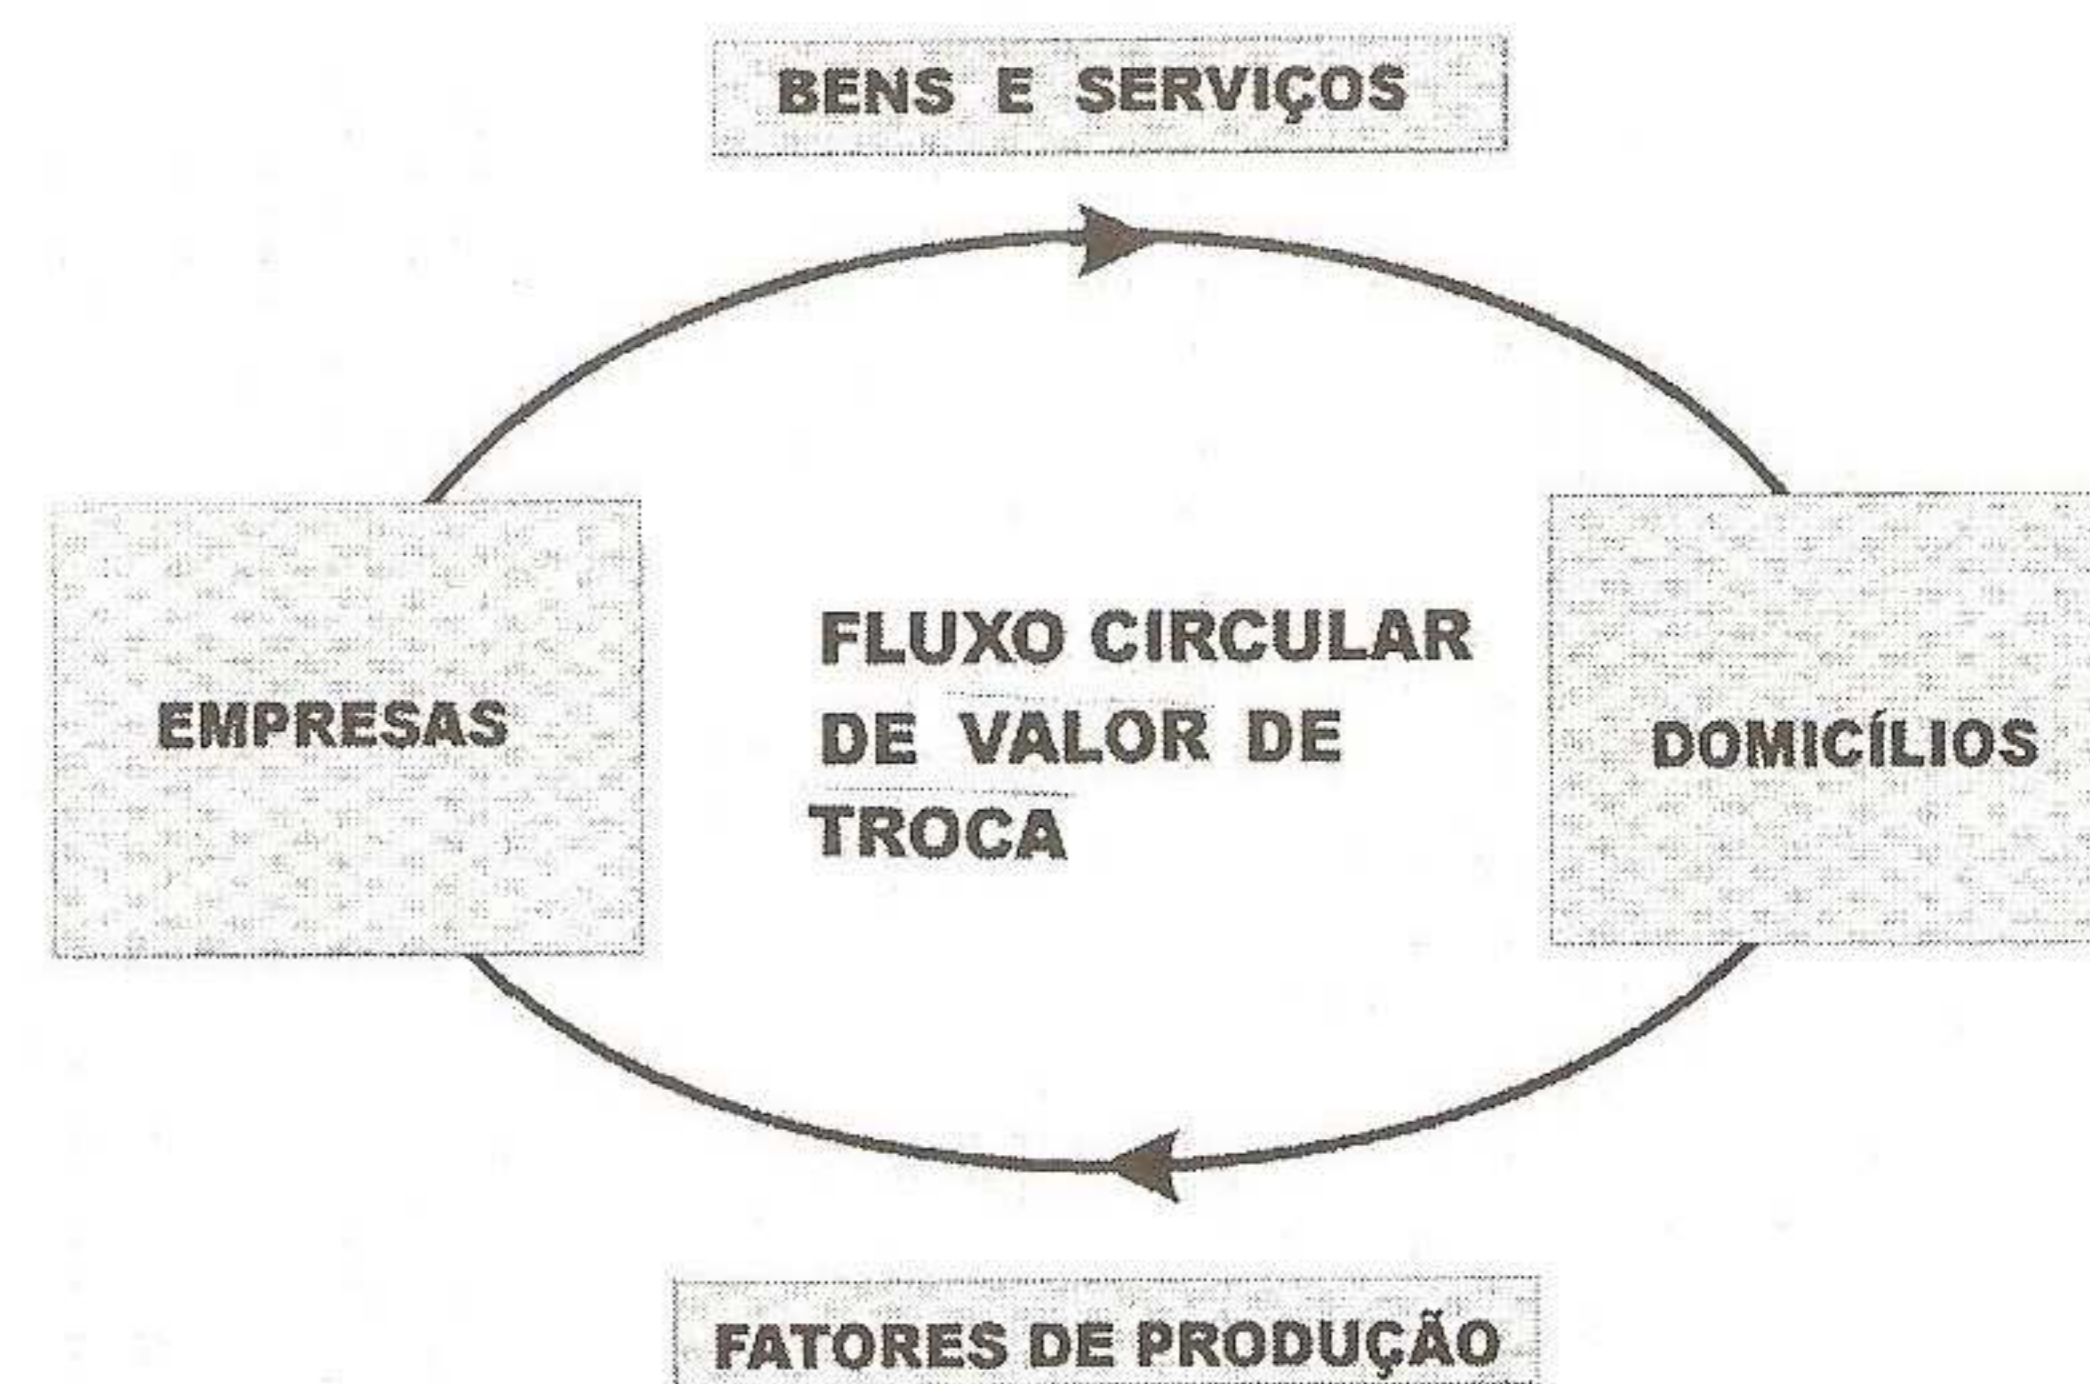 BENS E SERVIÇOS
EMPRESAS
FLUXO CIRCULAR
DE VALOR DE
TROCA
DOMICÍLIOS
FATORES DE PRODUÇÃO